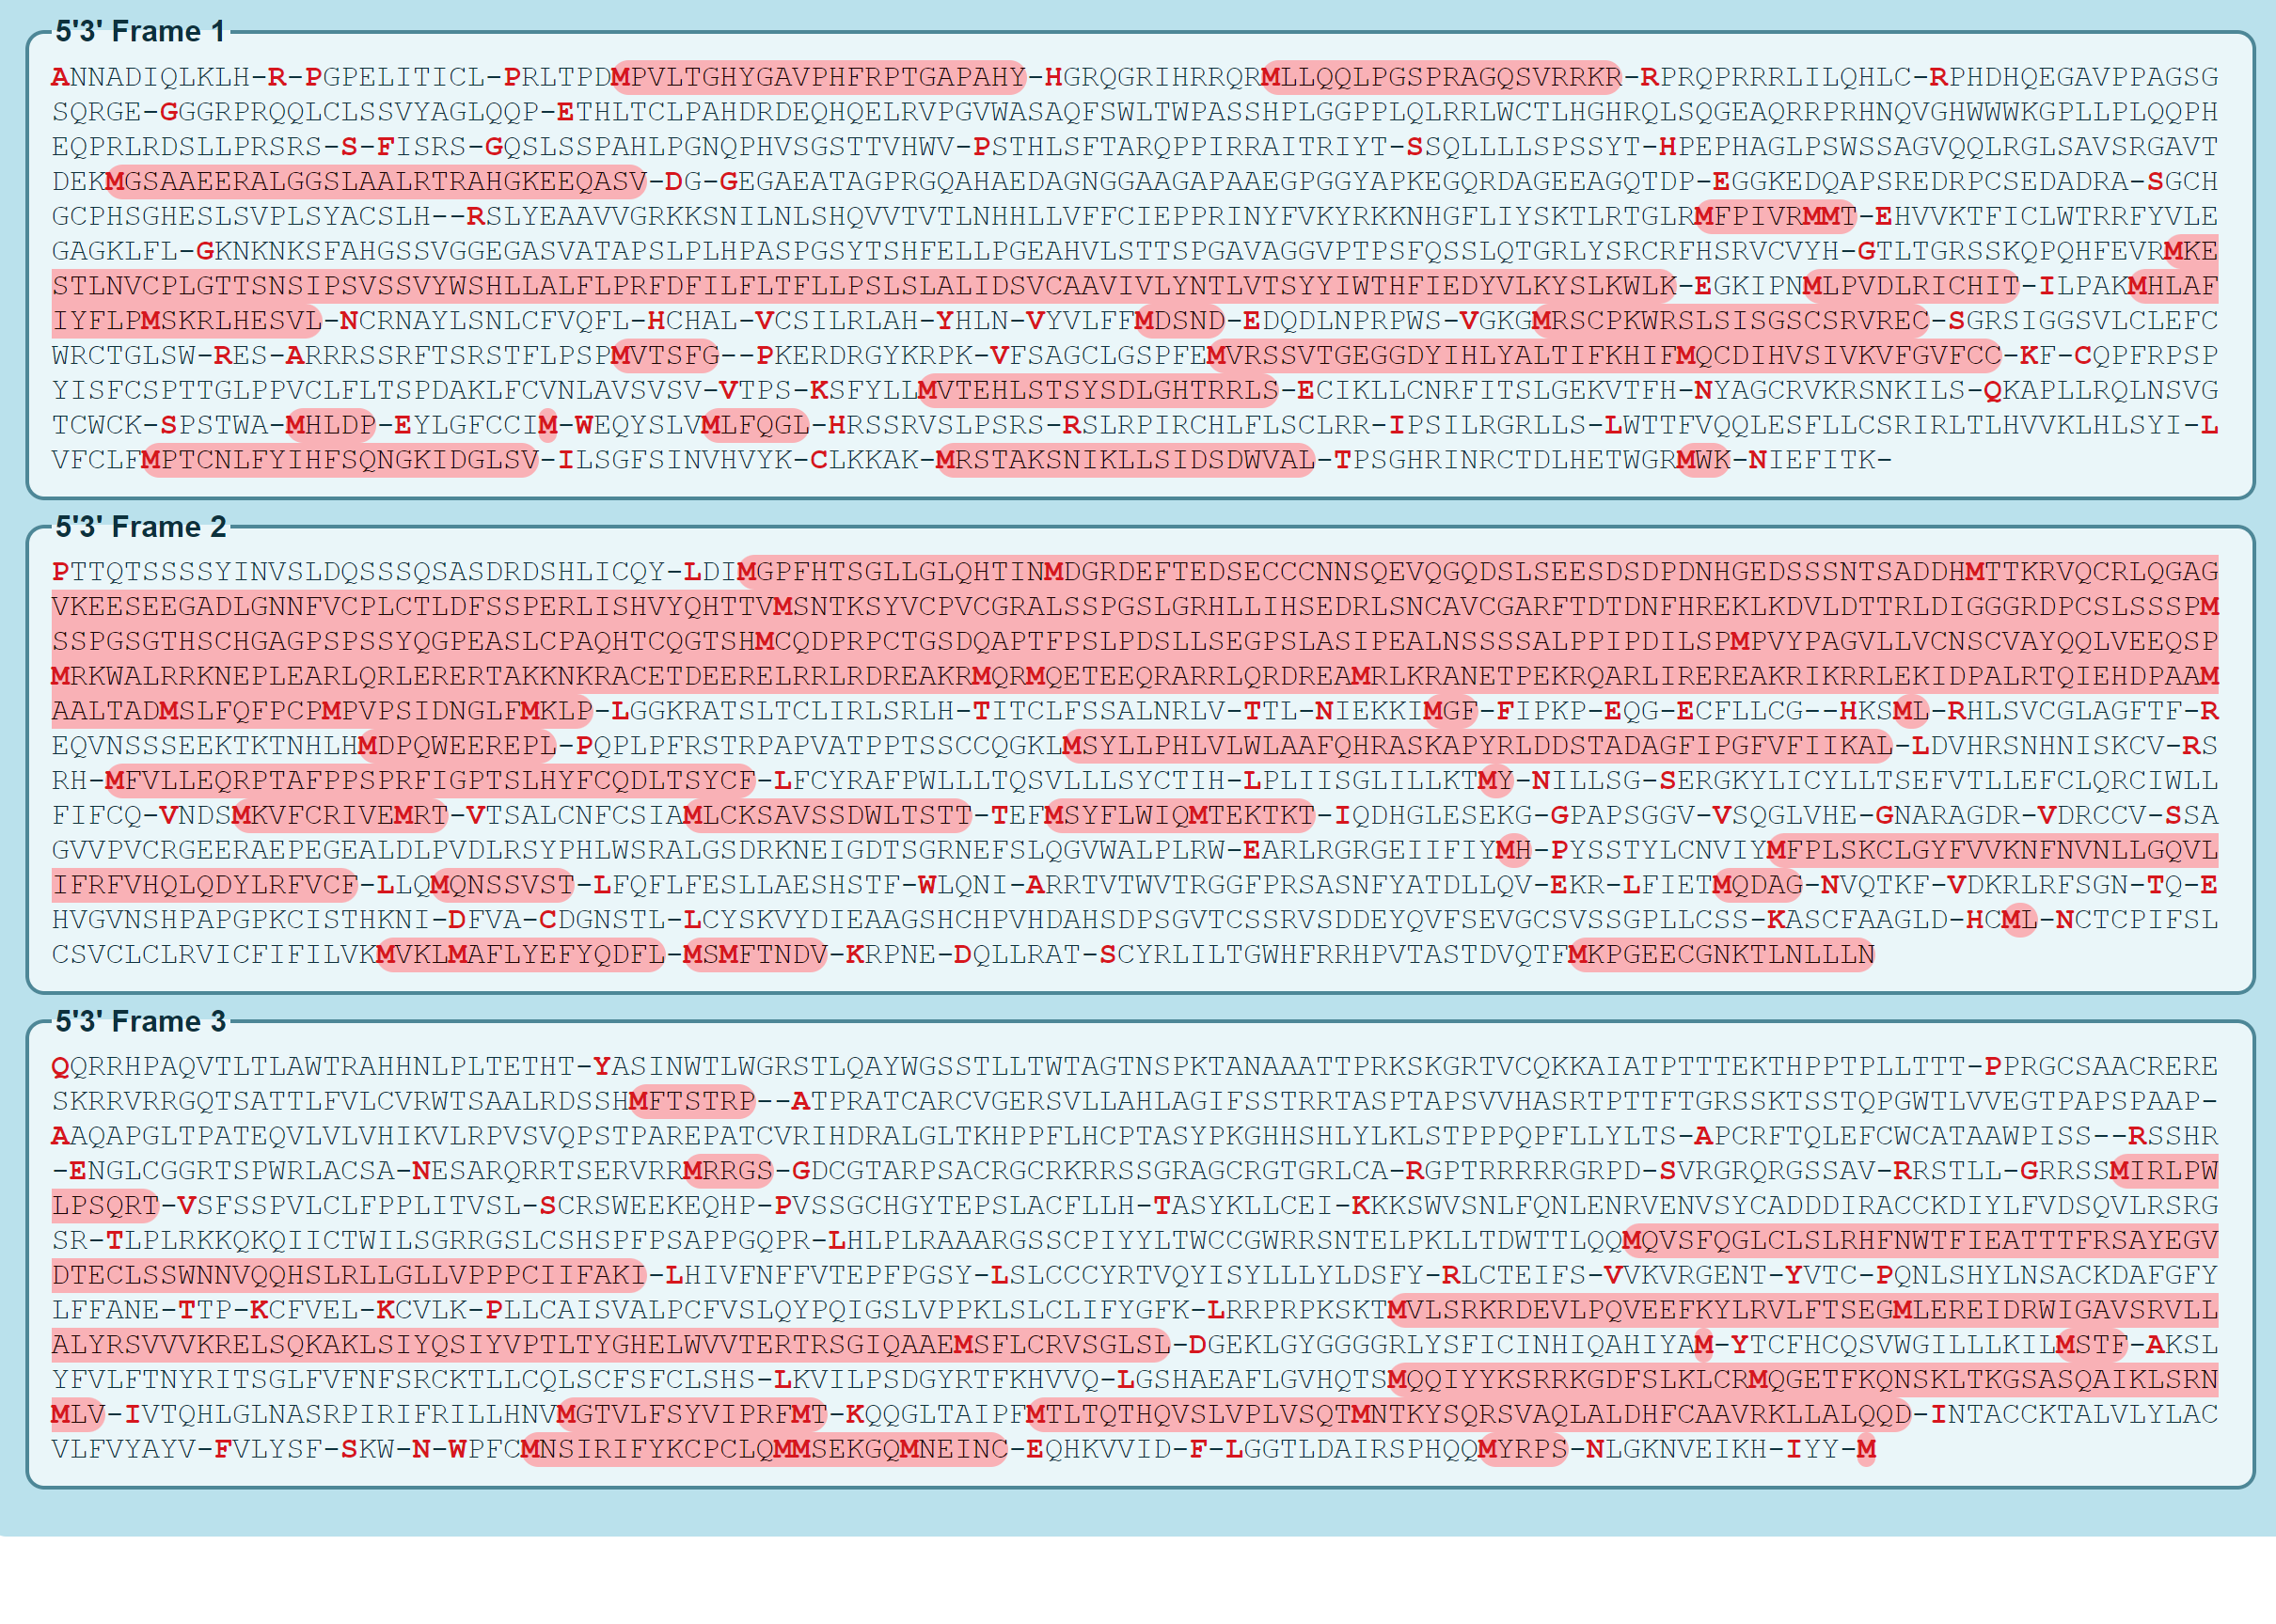 5'3' Frame 1
ANNADIQLKLH-R-PGPELITICL-PRLTPDMPVLTGHYGAVPHFRPTGAPAHY-HGRQGRIHRRQRMLLQQLPGSPRAGQSVRRKR-RPRQPRRRLILQHLC-RPHDHQEGAVPPAGSG
SQRGE-GGGRPRQQLCLSSVYAGLQQP-ETHLTCLPAHDRDEQHQELRVPGVWASAQFSWLTWPASSHPLGGPPLQLRRLWCTLHGHRQLSQGEAQRRPRHNQVGHWWWKGPLLPLQQPH
EQPRLRDSLLPRSRS-S-FISRS-GQSLSSPAHLPGNQPHVSGSTTVHWV-PSTHLSFTARQPPIRRAITRIYT-SSQLLLLSPSSYT-HPEPHAGLPSWSSAGVQQLRGLSAVSRGAVT
DEKMGSAAEERALGGSLAALRTRAHGKEEQASV-DG-GEGAEATAGPRGQAHAEDAGNGGAAGAPAAEGPGGYAPKEGQRDAGEEAGQTDP-EGGKEDQAPSREDRPCSEDADRA-SGCH
GCPHSGHESLSVPLSYACSLH--RSLYEAAVVGRKKSNILNLSHQVVTVTLNHHLLVFFCIEPPRINYFVKYRKKNHGFLIYSKTLRTGLRMFPIVRMMT-EHVVKTFICLWTRRFYVLE
GAGKLFL-GKNKNKSFAHGSSVGGEGASVATAPSLPLHPASPGSYTSHFELLPGEAHVLSTTSPGAVAGGVPTPSFQSSLQTGRLYSRCRFHSRVCVYH-GTLTGRSSKQPQHFEVRMKE
STLNVCPLGTTSNSIPSVSSVYWSHLLALFLPRFDFILFLTFLLPSLSLALIDSVCAAVIVLYNTLVTSYYIWTHFIEDYVLKYSLKWLK-EGKIPNMLPVDLRICHIT-ILPAKMHLAF
IYFLPMSKRLHESVL-NCRNAYLSNLCFVQFL-HCHAL-VCSILRLAH-YHLN-VYVLFFMDSND-EDQDLNPRPWS-VGKGMRSCPKWRSLSISGSCSRVREC-SGRSIGGSVLCLEFC
WRCTGLSW-RES-ARRRSSRFTSRSTFLPSPMVTSFG--PKERDRGYKRPK-VFSAGCLGSPFEMVRSSVTGEGGDYIHLYALTIFKHIFMQCDIHVSIVKVFGVFCC-KF-CQPFRPSP
YISFCSPTTGLPPVCLFLTSPDAKLFCVNLAVSVSV-VTPS-KSFYLLMVTEHLSTSYSDLGHTRRLS-ECIKLLCNRFITSLGEKVTFH-NYAGCRVKRSNKILS-QKAPLLRQLNSVG
TCWCK-SPSTWA-MHLDP-EYLGFCCIM-WEQYSLVMLFQGL-HRSSRVSLPSRS-RSLRPIRCHLFLSCLRR-IPSILRGRLLS-LWTTFVQQLESFLLCSRIRLTLHVVKLHLSYI-L
VFCLFMPTCNLFYIHFSQNGKIDGLSV-ILSGFSINVHVYK-CLKKAK-MRSTAKSNIKLLSIDSDWVAL-TPSGHRINRCTDLHETWGRMWK-NIEFITK-
5'3' Frame 2
PTTQTSSSSYINVSLDQSSSQSASDRDSHLICQY-LDIMGPFHTSGLLGLQHTINMDGRDEFTEDSECCCNNSQEVQGQDSLSEESDSDPDNHGEDSSSNTSADDHMTTKRVQCRLQGAG
VKEESEEGADLGNNFVCPLCTLDFSSPERLISHVYQHTTVMSNTKSYVCPVCGRALSSPGSLGRHLLIHSEDRLSNCAVCGARFTDTDNFHREKLKDVLDTTRLDIGGGRDPCSLSSSPM
SSPGSGTHSCHGAGPSPSSYQGPEASLCPAQHTCQGTSHMCQDPRPCTGSDQAPTFPSLPDSLLSEGPSLASIPEALNSSSSALPPIPDILSPMPVYPAGVLLVCNSCVAYQQLVEEQSP
MRKWALRRKNEPLEARLQRLERERTAKKNKRACETDEERELRRLRDREAKRMQRMQETEEQRARRLQRDREAMRLKRANETPEKRQARLIREREAKRIKRRLEKIDPALRTQIEHDPAAM
AALTADMSLFQFPCPMPVPSIDNGLFMKLP-LGGKRATSLTCLIRLSRLH-TITCLFSSALNRLV-TTL-NIEKKIMGF-FIPKP-EQG-ECFLLCG--HKSML-RHLSVCGLAGFTF-R
EQVNSSSEEKTKTNHLHMDPQWEEREPL-PQPLPFRSTRPAPVATPPTSSCCQGKLMSYLLPHLVLWLAAFQHRASKAPYRLDDSTADAGFIPGFVFIIKAL-LDVHRSNHNISKCV-RS
RH-MFVLLEQRPTAFPPSPRFIGPTSLHYFCQDLTSYCF-LFCYRAFPWLLLTQSVLLLSYCTIH-LPLIISGLILLKTMY-NILLSG-SERGKYLICYLLTSEFVTLLEFCLQRCIWLL
FIFCQ-VNDSMKVFCRIVEMRT-VTSALCNFCSIAMLCKSAVSSDWLTSTT-TEFMSYFLWIQMTEKTKT-IQDHGLESEKG-GPAPSGGV-VSQGLVHE-GNARAGDR-VDRCCV-SSA
GVVPVCRGEERAEPEGEALDLPVDLRSYPHLWSRALGSDRKNEIGDTSGRNEFSLQGVWALPLRW-EARLRGRGEIIFIYMH-PYSSTYLCNVIYMFPLSKCLGYFVVKNFNVNLLGQVL
IFRFVHQLQDYLRFVCF-LLQMQNSSVST-LFQFLFESLLAESHSTF-WLQNI-ARRTVTWVTRGGFPRSASNFYATDLLQV-EKR-LFIETMQDAG-NVQTKF-VDKRLRFSGN-TQ-E
HVGVNSHPAPGPKCISTHKNI-DFVA-CDGNSTL-LCYSKVYDIEAAGSHCHPVHDAHSDPSGVTCSSRVSDDEYQVFSEVGCSVSSGPLLCSS-KASCFAAGLD-HCML-NCTCPIFSL
CSVCLCLRVICFIFILVKMVKLMAFLYEFYQDFL-MSMFTNDV-KRPNE-DQLLRAT-SCYRLILTGWHFRRHPVTASTDVQTFMKPGEECGNKTLNLLLN
5'3' Frame 3
QQRRHPAQVTLTLAWTRAHHNLPLTETHT-YASINWTLWGRSTLQAYWGSSTLLTWTAGTNSPKTANAAATTPRKSKGRTVCQKKAIATPTTTEKTHPPTPLLTTT-PPRGCSAACRERE
SKRRVRRGQTSATTLFVLCVRWTSAALRDSSHMFTSTRP--ATPRATCARCVGERSVLLAHLAGIFSSTRRTASPTAPSVVHASRTPTTFTGRSSKTSSTQPGWTLVVEGTPAPSPAAP-
AAQAPGLTPATEQVLVLVHIKVLRPVSVQPSTPAREPATCVRIHDRALGLTKHPPFLHCPTASYPKGHHSHLYLKLSTPPPQPFLLYLTS-APCRFTQLEFCWCATAAWPISS--RSSHR
-ENGLCGGRTSPWRLACSA-NESARQRRTSERVRRMRRGS-GDCGTARPSACRGCRKRRSSGRAGCRGTGRLCA-RGPTRRRRGRPD-SVRGRQRGSSAV-RRSTLL-GRRSSMIRLPW
LPSQRT-VSFSSPVLCLFPPLITVSL-SCRSWEEKEQHP-PVSSGCHGYTEPSLACFLLH-TASYKLLCEI-KKKSWVSNLFQNLENRVENVSYCADDDIRACCKDIYLFVDSQVLRSRG
SR-TLPLRKKQKQIICTWILSGRRGSLCSHSPFPSAPPGQPR-LHLPLRAAARGSSCPIYYLTWCCGWRRSNTELPKLLTDWTTLQQMQVSFQGLCLSLRHFNWTFIEATTTFRSAYEGV
DTECLSSWNNVQQHSLRLLGLLVPPPCIIFAKI-LHIVFNFFVTEPFPGSY-LSLCCCYRTVQYISYLLLYLDSFY-RLCTEIFS-VVKVRGENT-YVTC-PQNLSHYLNSACKDAFGFY
LFFANE-TTP-KCFVEL-KCVLK-PLLCAISVALPCFVSLQYPQIGSLVPPKLSLCLIFYGFK-LRRPRPKSKTMVLSRKRDEVLPQVEEFKYLRVLFTSEGMLEREIDRWIGAVSRVLL
ALYRSVVVKRELSQKAKLSIYQSIYVPTLTYGHELWVVTERTRSGIQAAEMSFLCRVSGLSL-DGEKLGYGGGGRLYSFICINHIQAHIYAM-YTCFHCQSVWGILLLKILMSTF-AKSL
YFVLFTNYRITSGLFVFNFSRCKTLLCQLSCFSFCLSHS-LKVILPSDGYRTFKHVVQ-LGSHAEAFLGVHQTSMQQIYYKSRRKGDFSLKLCRMQGETFKQNSKLTKGSASQAIKLSRN
MLV-IVTQHLGLNASRPIRIFRILLHNVMGTVLFSYVIPRFMT-KQQGLTAIPFMTLTQTHQVSLVPLVSQTMNTKYSQRSVAQLALDHFCAAVRKLLALQQD-INTACCKTALVLYLAC
VLFVYAYV-FVLYSF-SKW-N-WPFCMNSIRIFYKCPCLQMMSEKGQMNEINC-EQHKVVID-F-LGGTLDAIRSPHQQMYRPS-NLGKNVEIKH-IYY-M